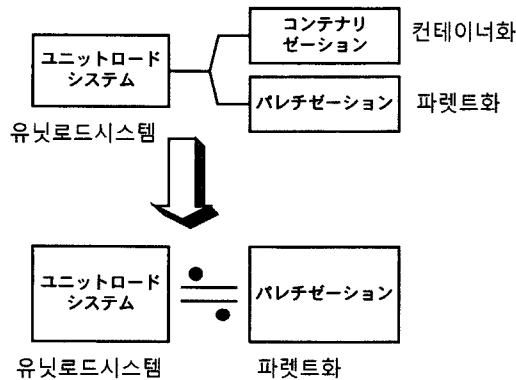 コンテナリ
ゼーション
컨테이너화
ユニットロード
システム
유닛로드시스템
パレチゼーション
파렛트화
ユニットロード
システム
유닛로드시스템
≒
パレチゼーション
파렛트화